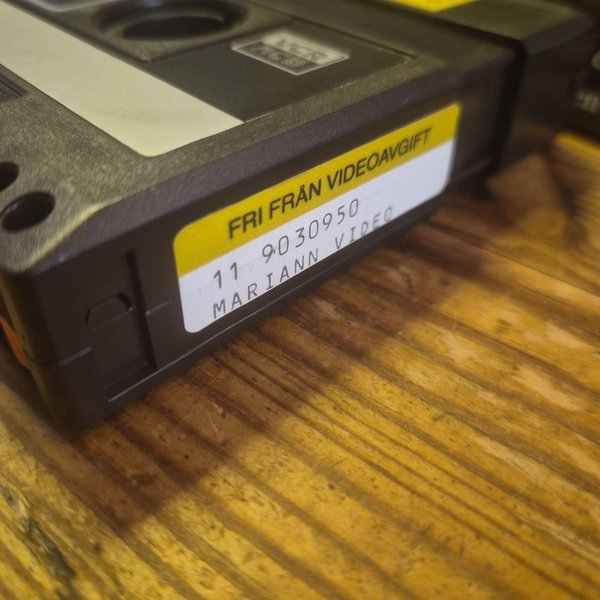 VCR
FRI FRÅN VIDEOAVGIFT
11 9030950
MARIANN VIDEO